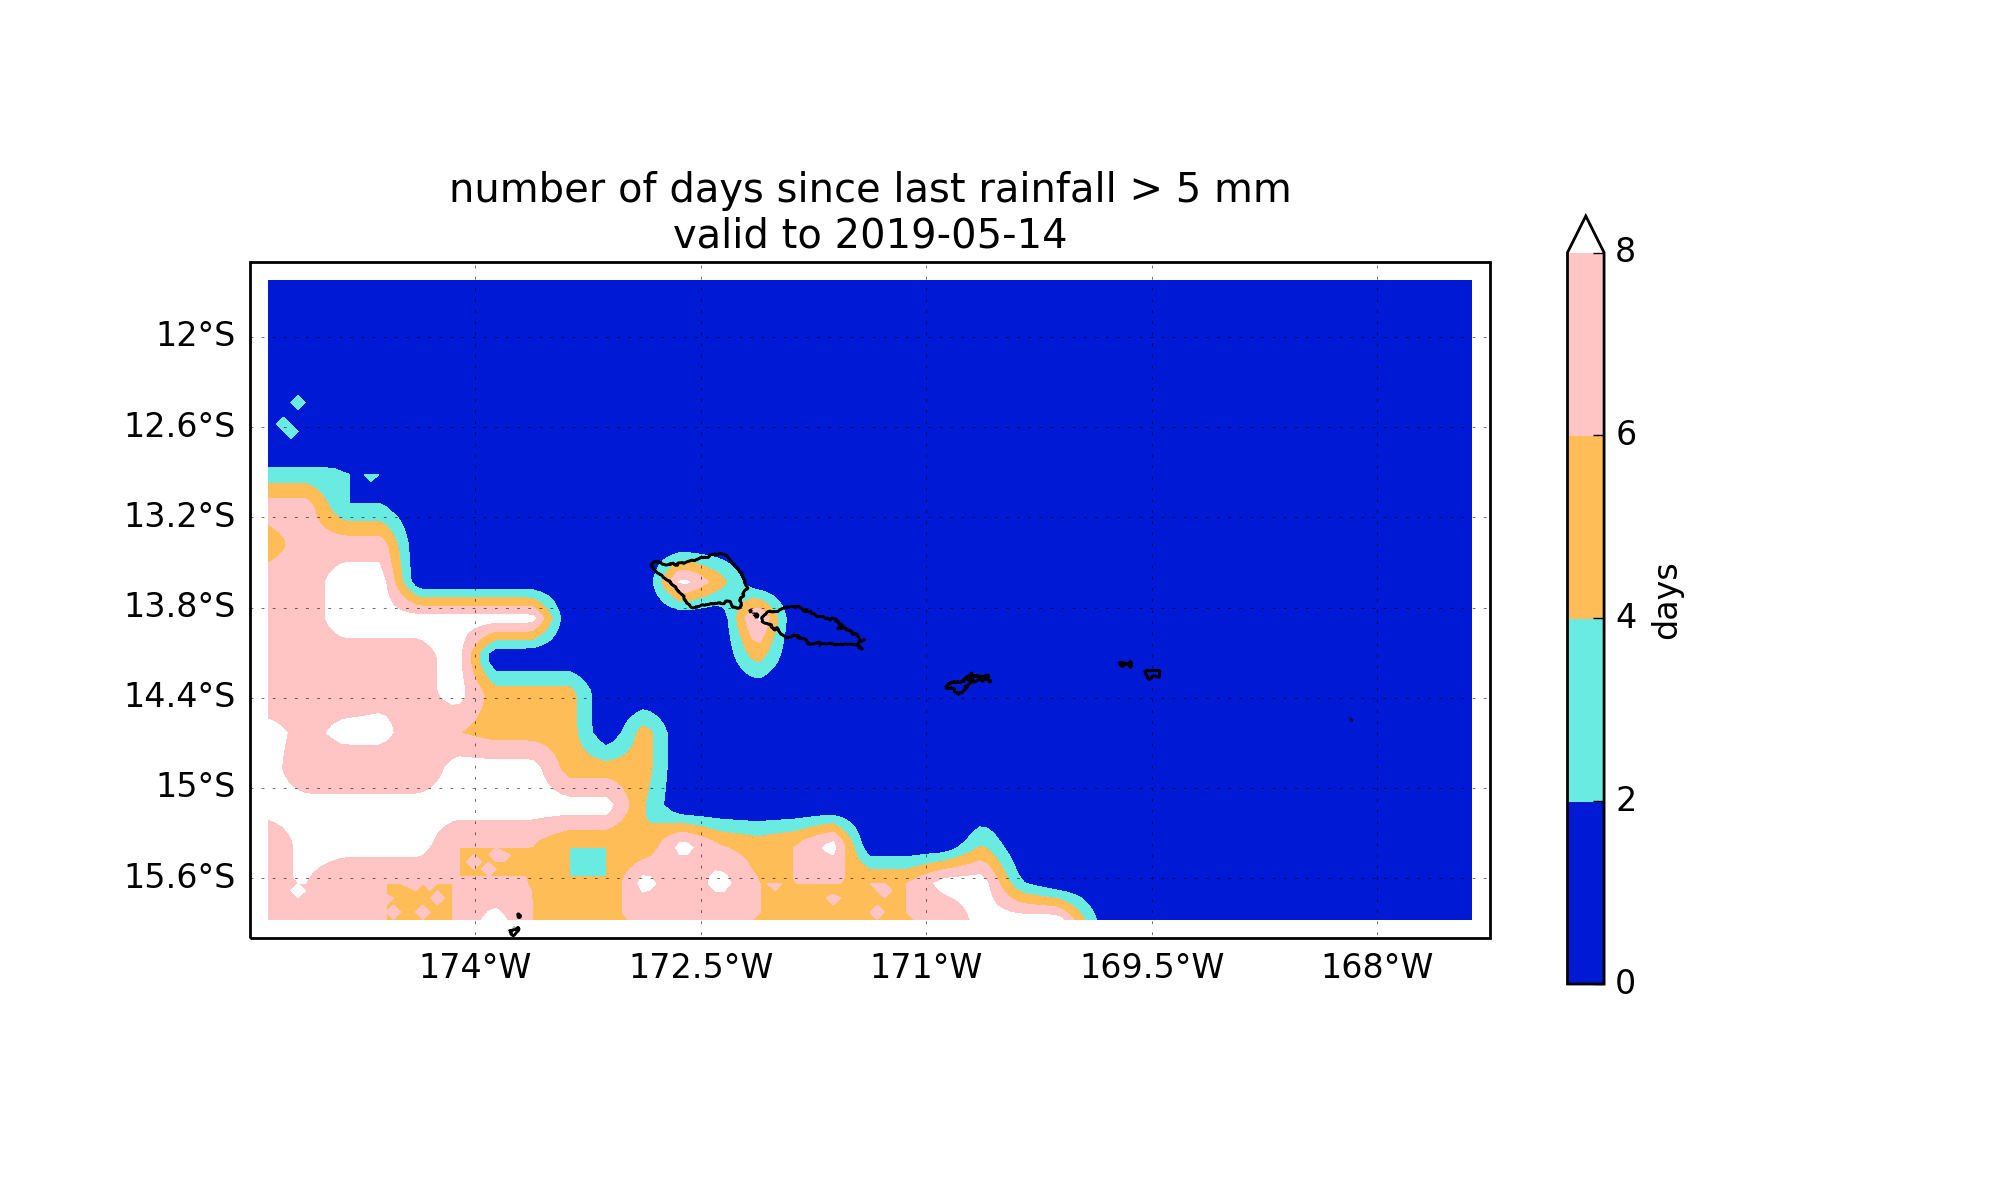 number of days since last rainfall > 5 mm
valid to 2019-05-14
12°S
12.6°S
13.2°S
13.8°S
14.4°S
15°S
15.6°S
174°W
172.5°W
171°W
169.5°W
168°W
8
6
4
2
0
days